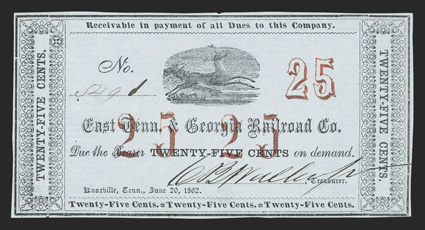 Receivable in payment of all Dues to this Company.
TWENTY-FIVE CENTS.
TWENTY-FIVE CENTS.
No.
25
East Tenn. & Georgia Railroad Co.
25 25
Due the Bearer TWENTY-FIVE CENTS on demand,
Treasurer.
Knoxville, Tenn., June 20, 1862.
Twenty-Five Cents. * Twenty-Five Cents. * Twenty-Five Cents.